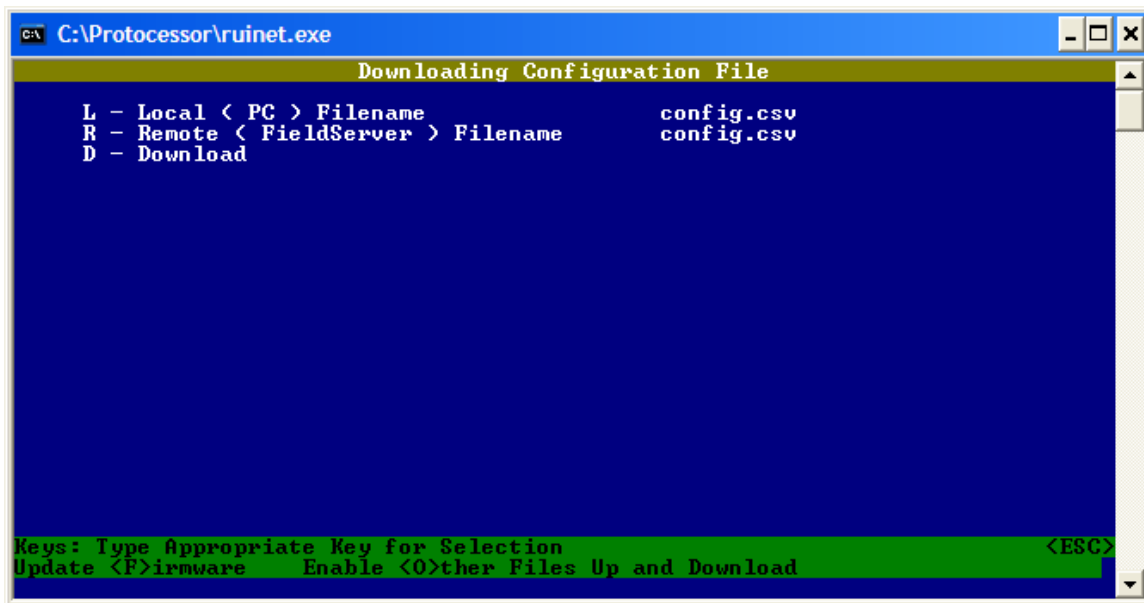 C:\Protocessor\ruinet.exe
Downloading Configuration File
L - Local ( PC ) Filename config.csv
R - Remote ( FieldServer ) Filename config.csv
D - Download
Keys: Type Appropriate Key for Selection <ESC>
Update <F>irmware Enable <O>ther Files Up and Download